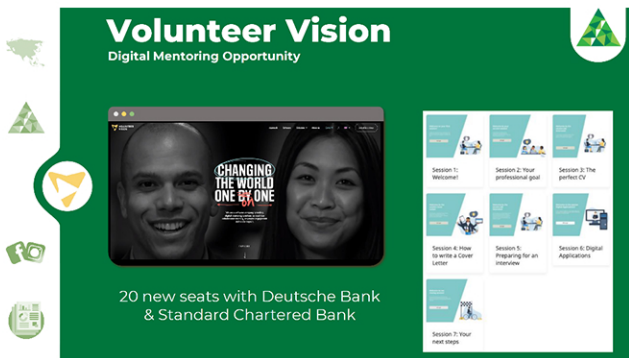 Volunteer Vision
Digital Mentoring Opportunity
CHANGING
THE WORLD
ONE BY ONE
BY
20 new seats with Deutsche Bank
& Standard Chartered Bank
Session 1:
Welcome!
Session 2: Your
professional goal
Session 3: The
perfect CV
Session 4: How
to write a Cover
Letter
Session 5:
Preparing for an
interview
Session 6: Digital
Applications
Session 7: Your
next steps